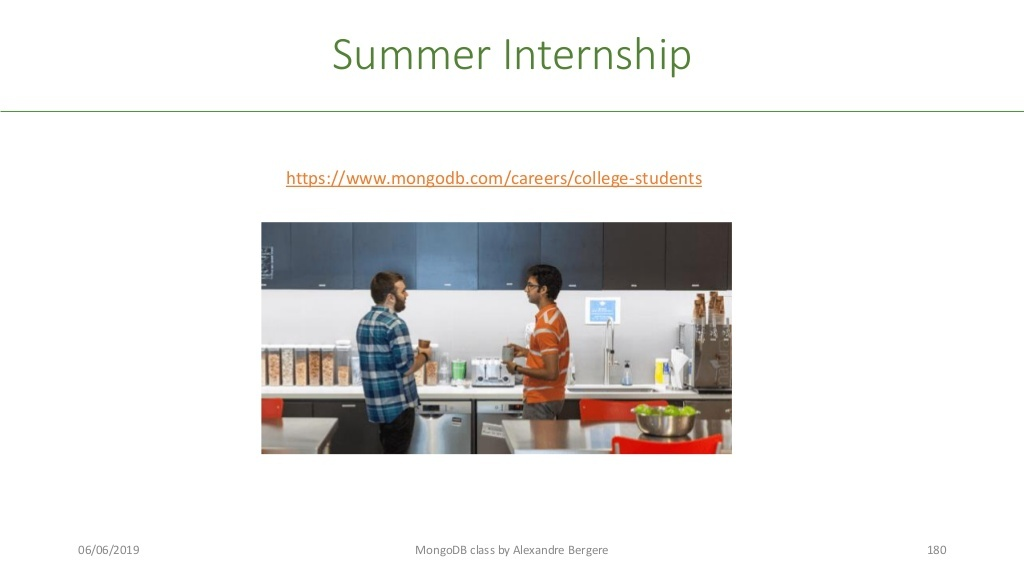 Summer Internship
https://www.mongodb.com/careers/college-students
06/06/2019
MongoDB class by Alexandre Bergere
180